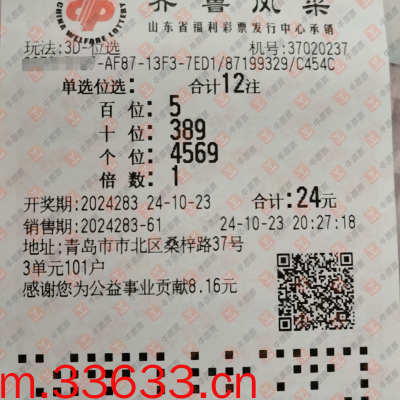 齐鲁风采
CHINA WELFARE LOTTERY
山东省福利彩票发行中心承销
玩法:3D-位选 机号:37020237
-AF87-13F3-7ED1/87199329/C454C
单选位选: 合计12注
百 位: 5
十 位: 389
个 位: 4569
倍 数: 1
开奖期:2024283 24-10-23 合计:24元
销售期:2024283-61 24-10-23 20:27:18
地址:青岛市市北区桑梓路37号
3单元101户
感谢您为公益事业贡献8.16元
m.33633.cn